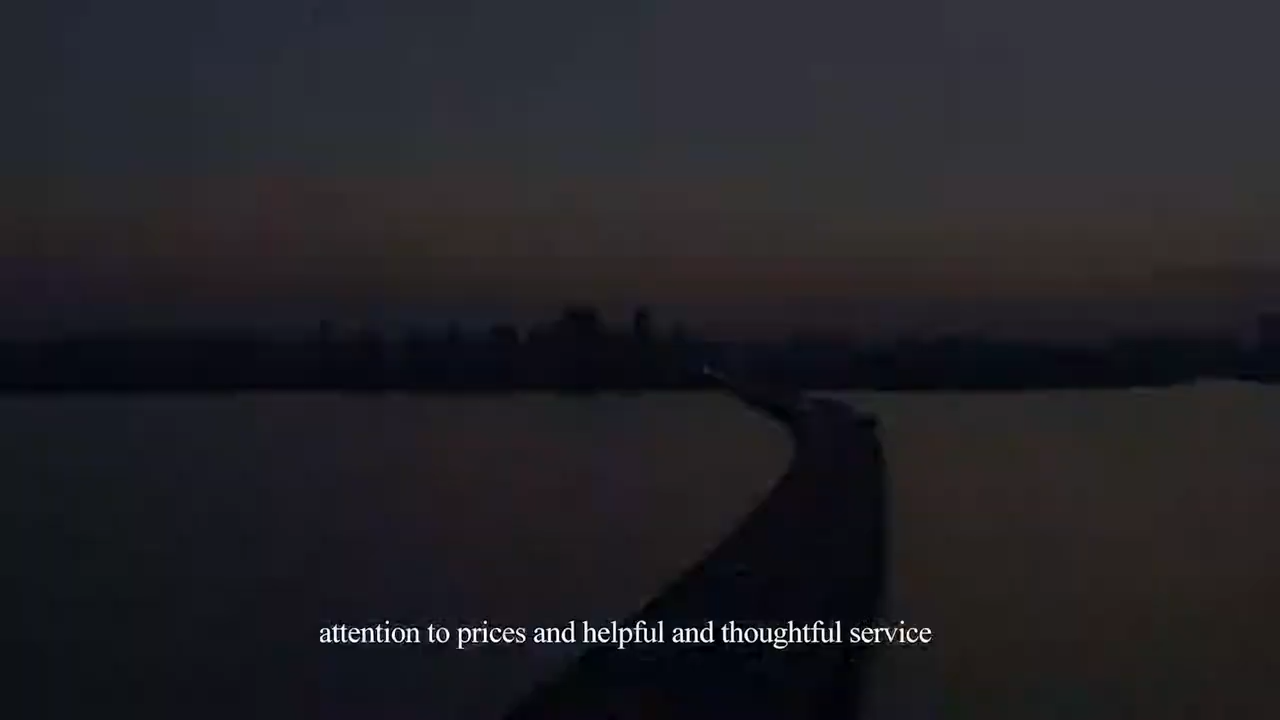 attention to prices and helpful and thoughtful service